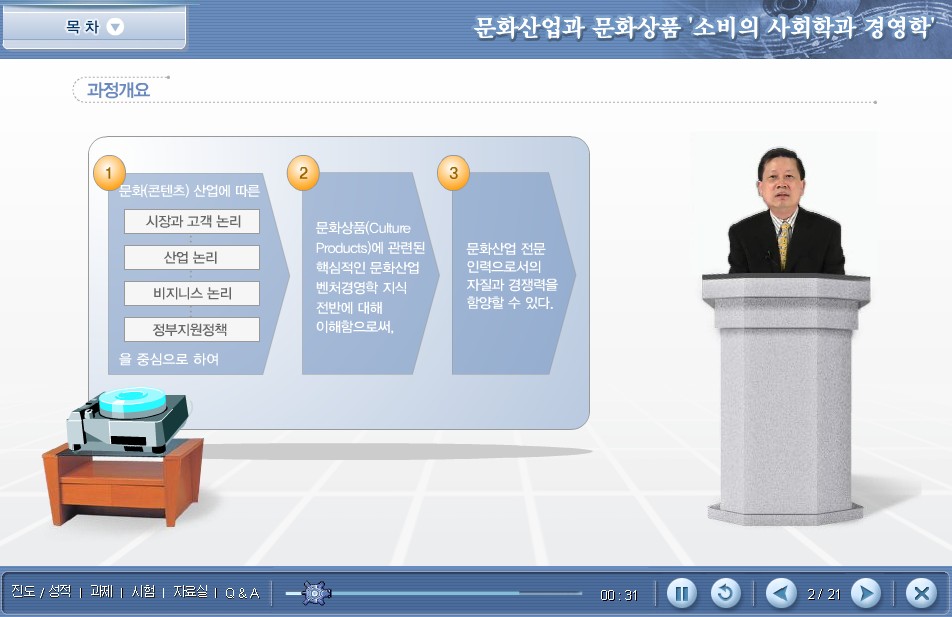 목 차
문화산업과 문화상품 '소비의 사회학과 경영학'
과정개요
1
문화(콘텐츠) 산업에 따른
시장과 고객 논리
산업 논리
비지니스 논리
정부지원정책
을 중심으로 하여
2
문화상품(Culture
Products)에 관련된
핵심적인 문화산업
벤처경영학 지식
전반에 대해
이해함으로써,
3
문화산업 전문
인력으로서의
자질과 경쟁력을
함양할 수 있다.
진도 / 성적 | 과제 | 시험 | 자료실 | Q & A
00 : 31
2 / 21